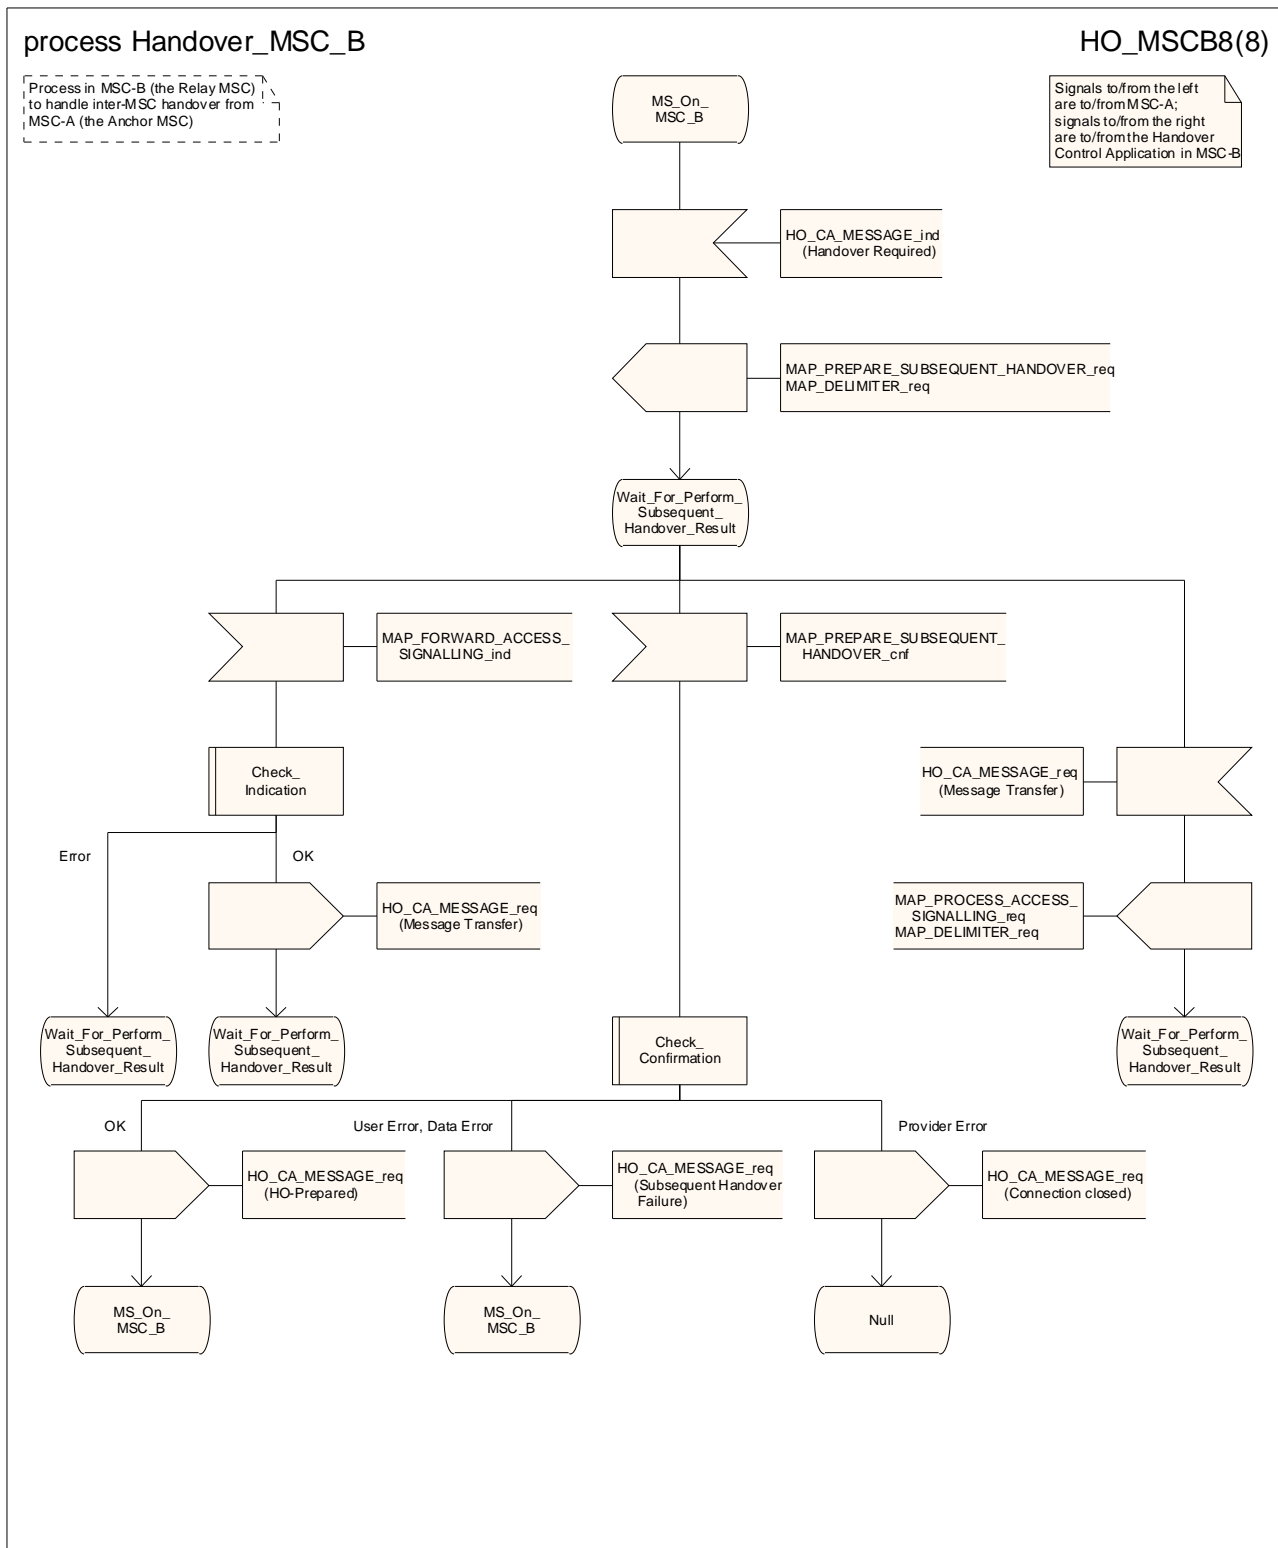 process Handover_MSC_B
HO_MSCB8(8)
Process in MSC-B (the Relay MSC)
to handle inter-MSC handover from
MSC-A (the Anchor MSC)
MS_On_
MSC_B
Signals to/from the left
are to/from MSC-A;
signals to/from the right
are to/from the Handover
Control Application in MSC-B
HO_CA_MESSAGE_ind
(Handover Required)
MAP_PREPARE_SUBSEQUENT_HANDOVER_req
MAP_DELIMITER_req
Wait_For_Perform_
Subsequent_
Handover_Result
MAP_FORWARD_ACCESS_
SIGNALLING_ind
MAP_PREPARE_SUBSEQUENT_
HANDOVER_cnf
Check_
Indication
HO_CA_MESSAGE_req
(Message Transfer)
Error
OK
HO_CA_MESSAGE_req
(Message Transfer)
MAP_PROCESS_ACCESS_
SIGNALLING_req
MAP_DELIMITER_req
Wait_For_Perform_
Subsequent_
Handover_Result
Wait_For_Perform_
Subsequent_
Handover_Result
Check_
Confirmation
Wait_For_Perform_
Subsequent_
Handover_Result
OK
User Error, Data Error
Provider Error
HO_CA_MESSAGE_req
(HO-Prepared)
HO_CA_MESSAGE_req
(Subsequent Handover
Failure)
HO_CA_MESSAGE_req
(Connection closed)
MS_On_
MSC_B
MS_On_
MSC_B
Null